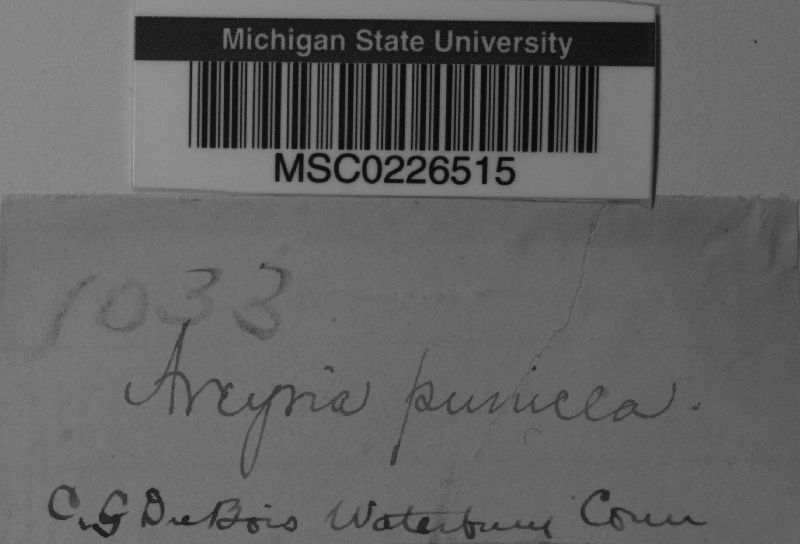 Michigan State University
MSC0226515
1033
Arcyria punicea.
C. G DuBois Waterbury Conn